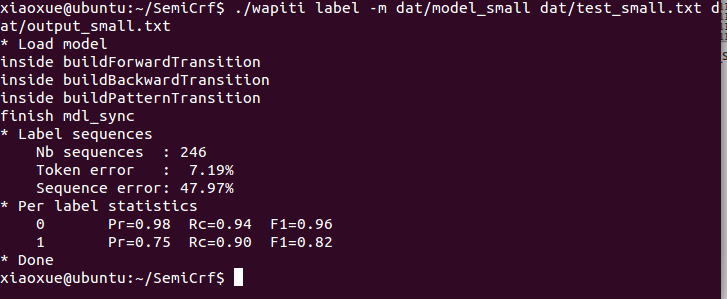 xiaoxue@ubuntu:~/SemiCrf$ ./wapiti label -m dat/model_small dat/test_small.txt d
at/output_small.txt
* Load model
inside buildForwardTransition
inside buildBackwardTransition
inside buildPatternTransition
finish mdl_sync
* Label sequences
    Nb sequences  : 246
    Token error   :  7.19%
    Sequence error: 47.97%
* Per label statistics
    0       Pr=0.98  Rc=0.94  F1=0.96
    1       Pr=0.75  Rc=0.90  F1=0.82
* Done
xiaoxue@ubuntu:~/SemiCrf$